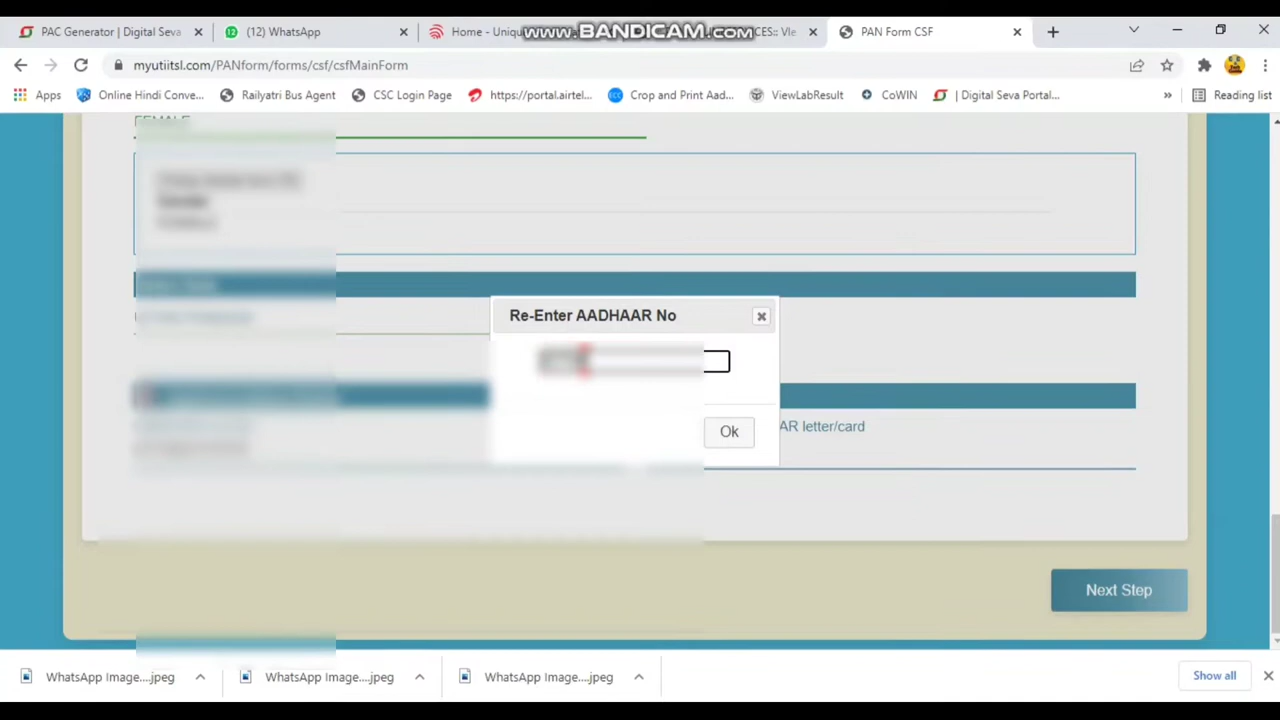 PAC Generator | Digital Seva
(12) WhatsApp
Home - Uniqu
www.BANDICAM.com
CES:: Vie
PAN Form CSF
myutiitsl.com/PANform/forms/csf/csfMainForm
Apps
Online Hindi Conve...
Railyatri Bus Agent
CSC Login Page
https://portal.airtel...
Crop and Print Aad...
ViewLabResult
CoWIN
| Digital Seva Portal...
»
Reading list
FEMALE
Re-Enter AADHAAR No
Ok
AR letter/card
Next Step
WhatsApp Image....jpeg
WhatsApp Image....jpeg
WhatsApp Image....jpeg
Show all